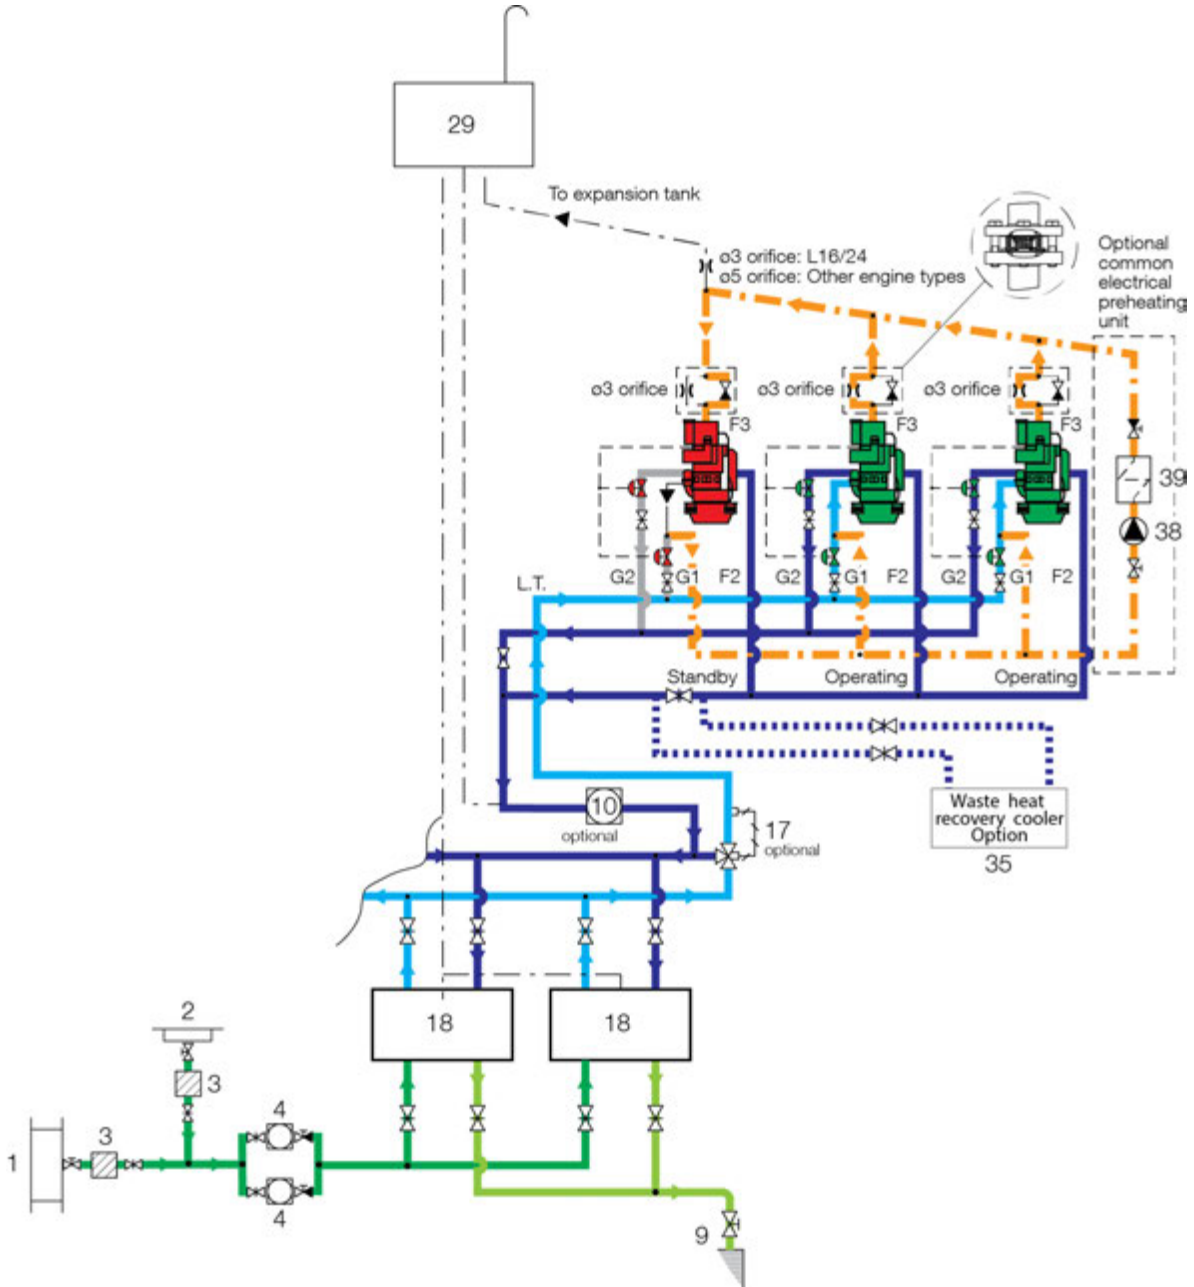 29
To expansion tank
ø3 orifice: L16/24
ø5 orifice: Other engine types
Optional
common
electrical
preheating
unit
ø3 orifice
ø3 orifice
ø3 orifice
F3
F3
F3
39
38
G2
G1
F2
G2
G1
F2
G2
G1
F2
L.T.
Standby
Operating
Operating
10
optional
17
optional
Waste heat
recovery cooler
Option
35
18
18
2
3
4
1
3
4
9